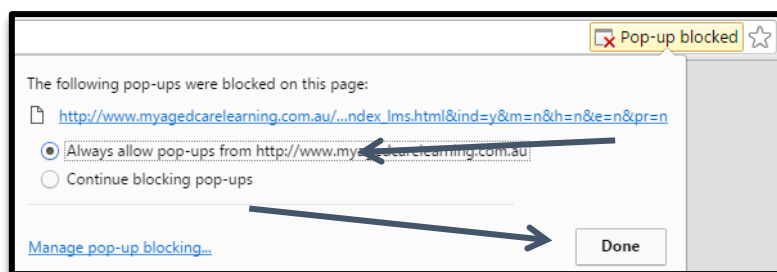 Pop-up blocked
The following pop-ups were blocked on this page:
http://www.myagedcarelearning.com.au/...ndex_lms.html&ind=y&m=n&h=n&e=n&pr=n
Always allow pop-ups from http://www.myagedcarelearning.com.au
Continue blocking pop-ups
Manage pop-up blocking...
Done